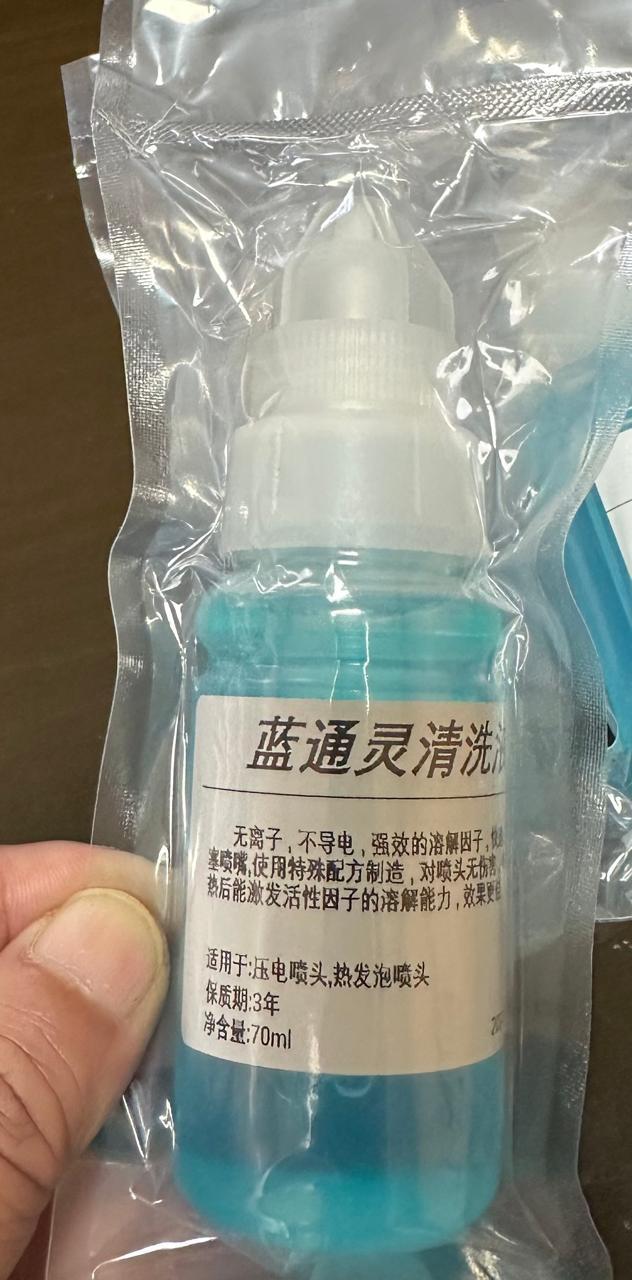 蓝通灵清洗
无离子，不导电，强效的溶解因子，
塞喷嘴,使用特殊配方制造，对喷头无伤害
热后能激发活性因子的溶解能力，效果更
适用于:压电喷头,热发泡喷头
保质期:3年
净含量:70ml